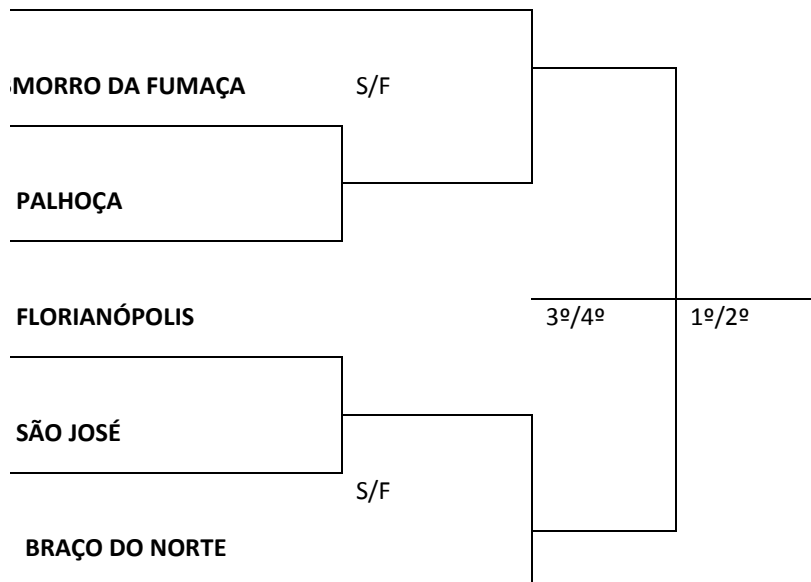 MORRO DA FUMAÇA S/F
PALHOÇA
FLORIANÓPOLIS 3º/4º 1º/2º
SÃO JOSÉ
S/F
BRAÇO DO NORTE